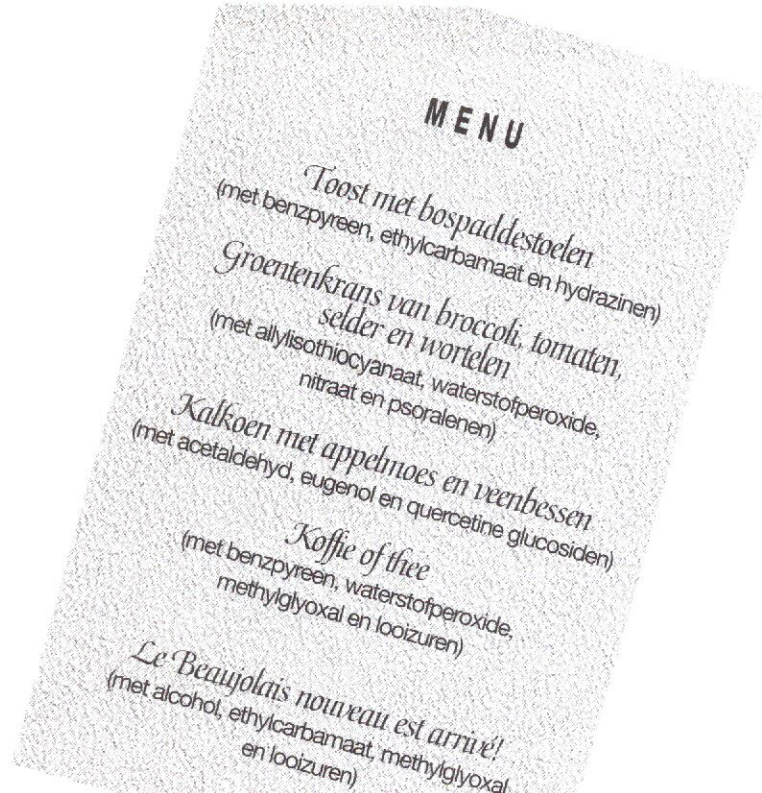 MENU
Toost met bospaddestoelen
(met benzpyreen, ethylcarbamaat en hydrazinen)
Groentenkrans van broccoli, tomaten,
selder en wortelen
(met allylisothiocyanaat, waterstofperoxide,
nitraat en psoralenen)
Kalkoen met appelmoes en veenbessen
(met acetaldehyd, eugenol en quercetine glucosiden)
Koffie of thee
(met benzpyreen, waterstofperoxide,
methylglyoxal en looizuren)
Le Beaujolais nouveau est arrivé!
(met alcohol, ethylcarbamaat, methylglyoxal
en looizuren)